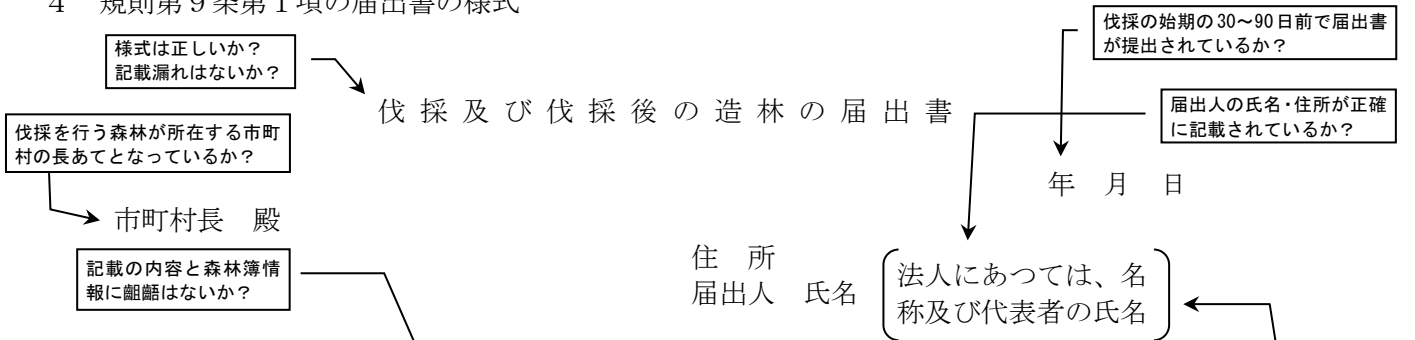 4　規則第9条第1項の届出書の様式
様式は正しいか？
記載漏れはないか？
伐採の始期の30～90日前で届出書
が提出されているか？
伐採及び伐採後の造林の届出書
届出人の氏名・住所が正確
に記載されているか？
伐採を行う森林が所在する市町
村の長あてとなっているか？
年　月　日
市町村長　殿
記載の内容と森林簿情
報に齟齬はないか？
住　所
届出人　氏名
法人にあつては、名
称及び代表者の氏名